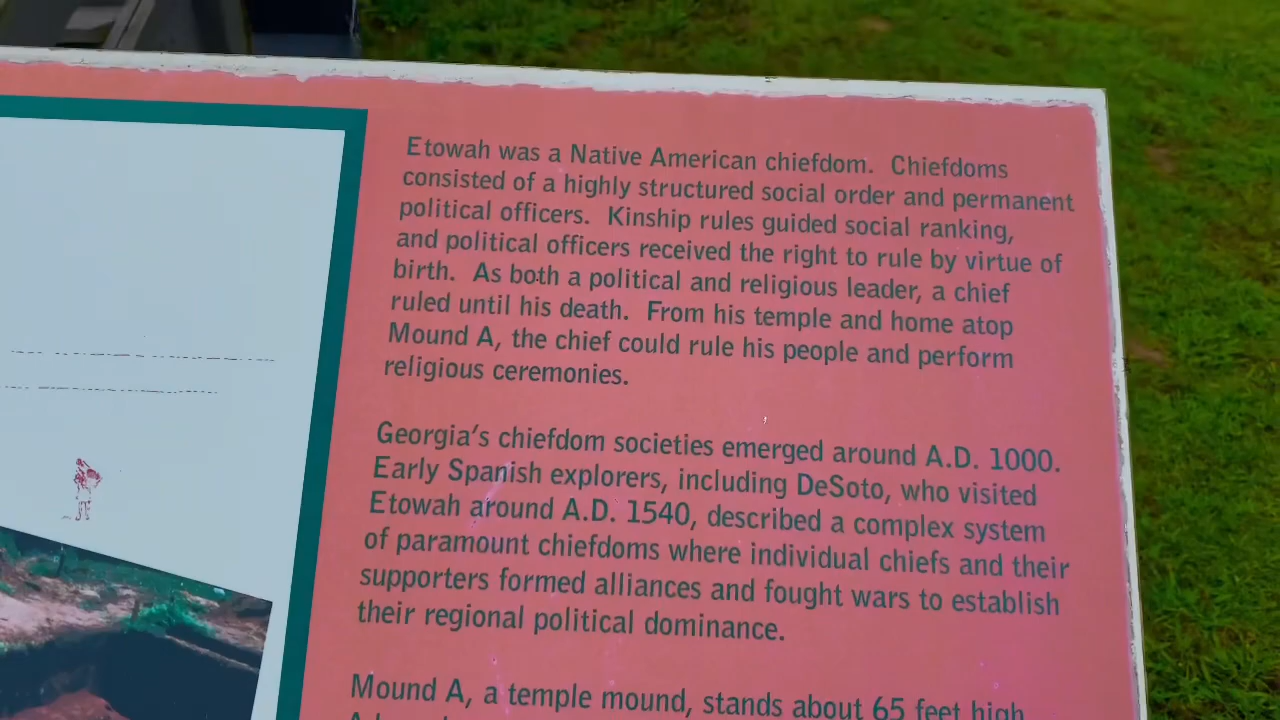 Etowah was a Native American chiefdom. Chiefdoms
consisted of a highly structured social order and permanent
political officers. Kinship rules guided social ranking,
and political officers received the right to rule by virtue of
birth. As both a political and religious leader, a chief
ruled until his death. From his temple and home atop
Mound A, the chief could rule his people and perform
religious ceremonies.
Georgia's chiefdom societies emerged around A.D. 1000.
Early Spanish explorers, including DeSoto, who visited
Etowah around A.D. 1540, described a complex system
of paramount chiefdoms where individual chiefs and their
supporters formed alliances and fought wars to establish
their regional political dominance.
Mound A, a temple mound, stands about 65 feet high